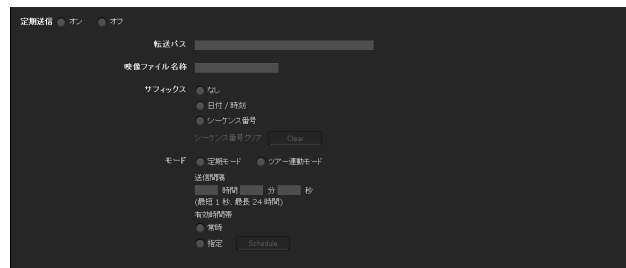 定期送信 オン オフ
転送パス
映像ファイル名称
サフィックス なし
日付 / 時刻
シーケンス番号
シーケンス番号クリア Clear
モード 定期モード ツアー連動モード
送信間隔
時間 分 秒
(最短 1 秒、最長 24 時間)
有効時間帯
常時
指定 Schedule